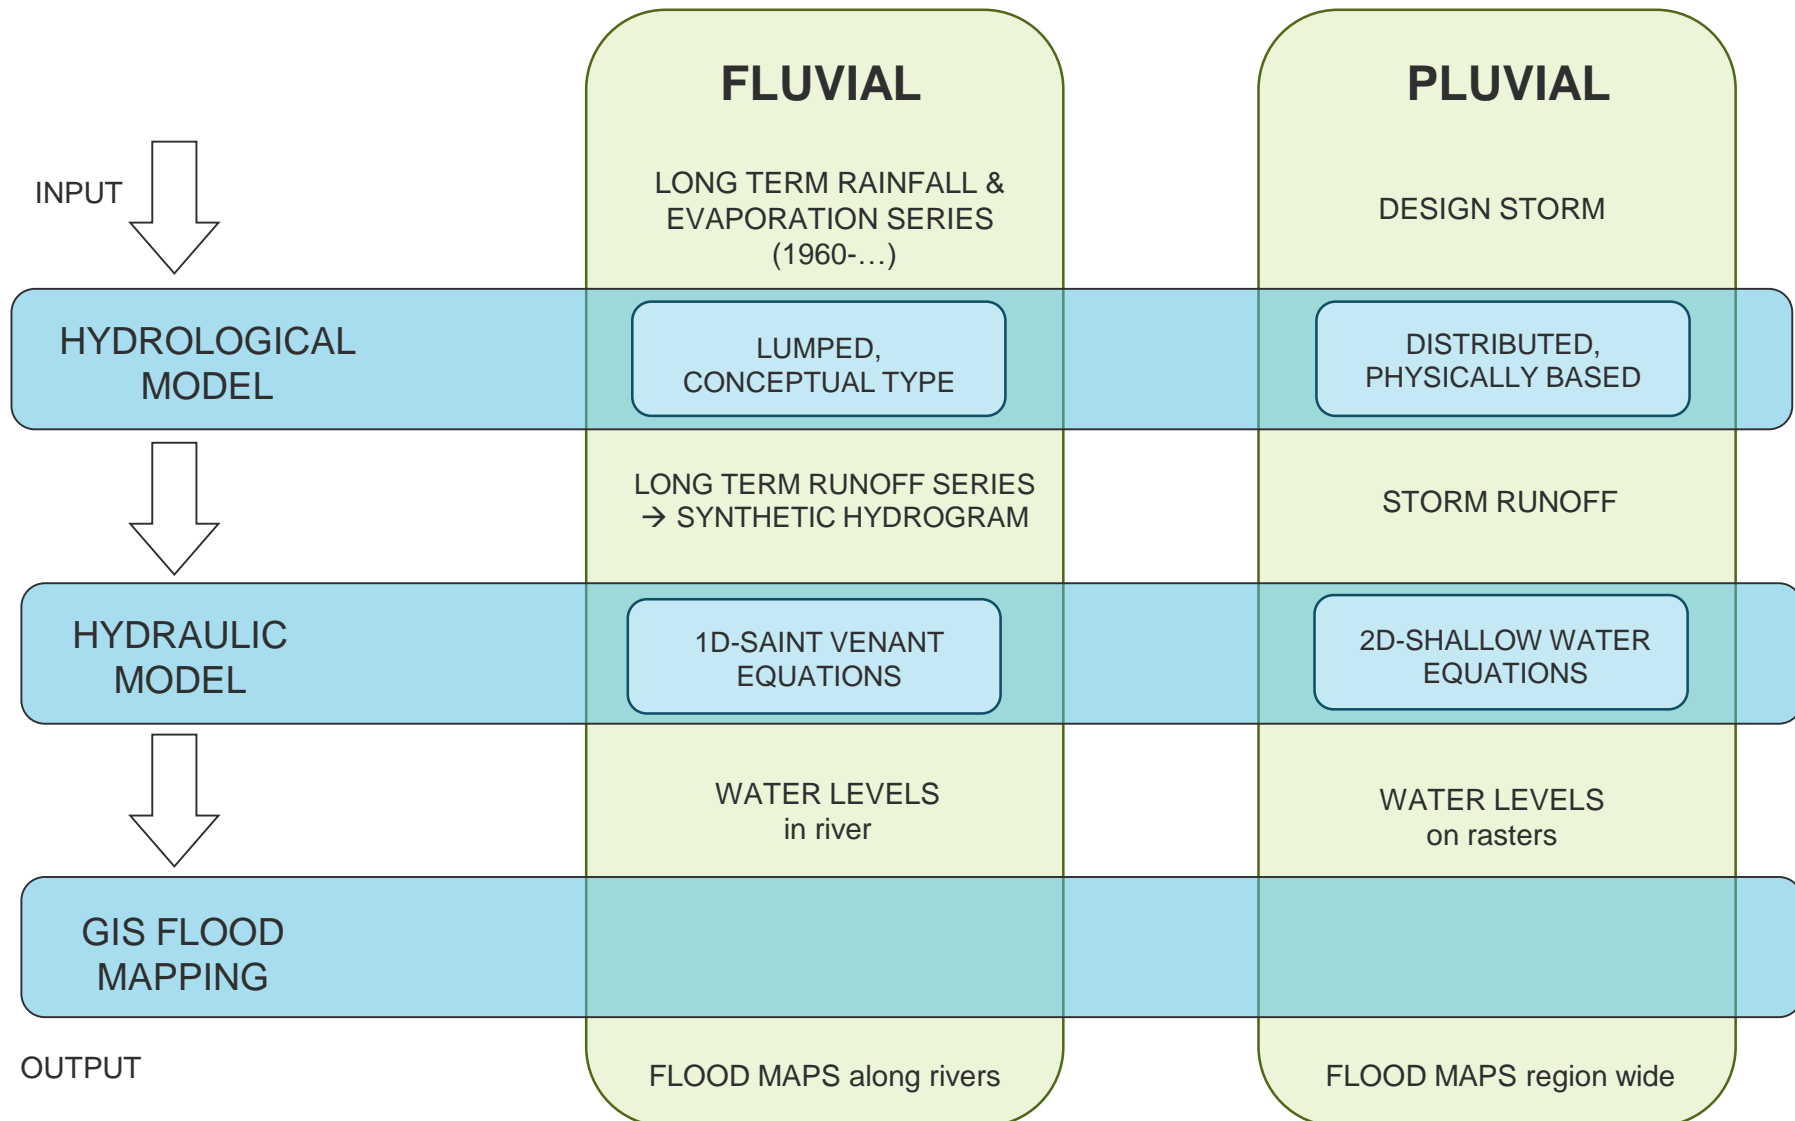 FLUVIAL
PLUVIAL
INPUT
LONG TERM RAINFALL &
EVAPORATION SERIES
(1960-…)
DESIGN STORM
HYDROLOGICAL
MODEL
LUMPED,
CONCEPTUAL TYPE
DISTRIBUTED,
PHYSICALLY BASED
LONG TERM RUNOFF SERIES
→ SYNTHETIC HYDROGRAM
STORM RUNOFF
HYDRAULIC
MODEL
1D-SAINT VENANT
EQUATIONS
2D-SHALLOW WATER
EQUATIONS
WATER LEVELS
in river
WATER LEVELS
on rasters
GIS FLOOD
MAPPING
OUTPUT
FLOOD MAPS along rivers
FLOOD MAPS region wide